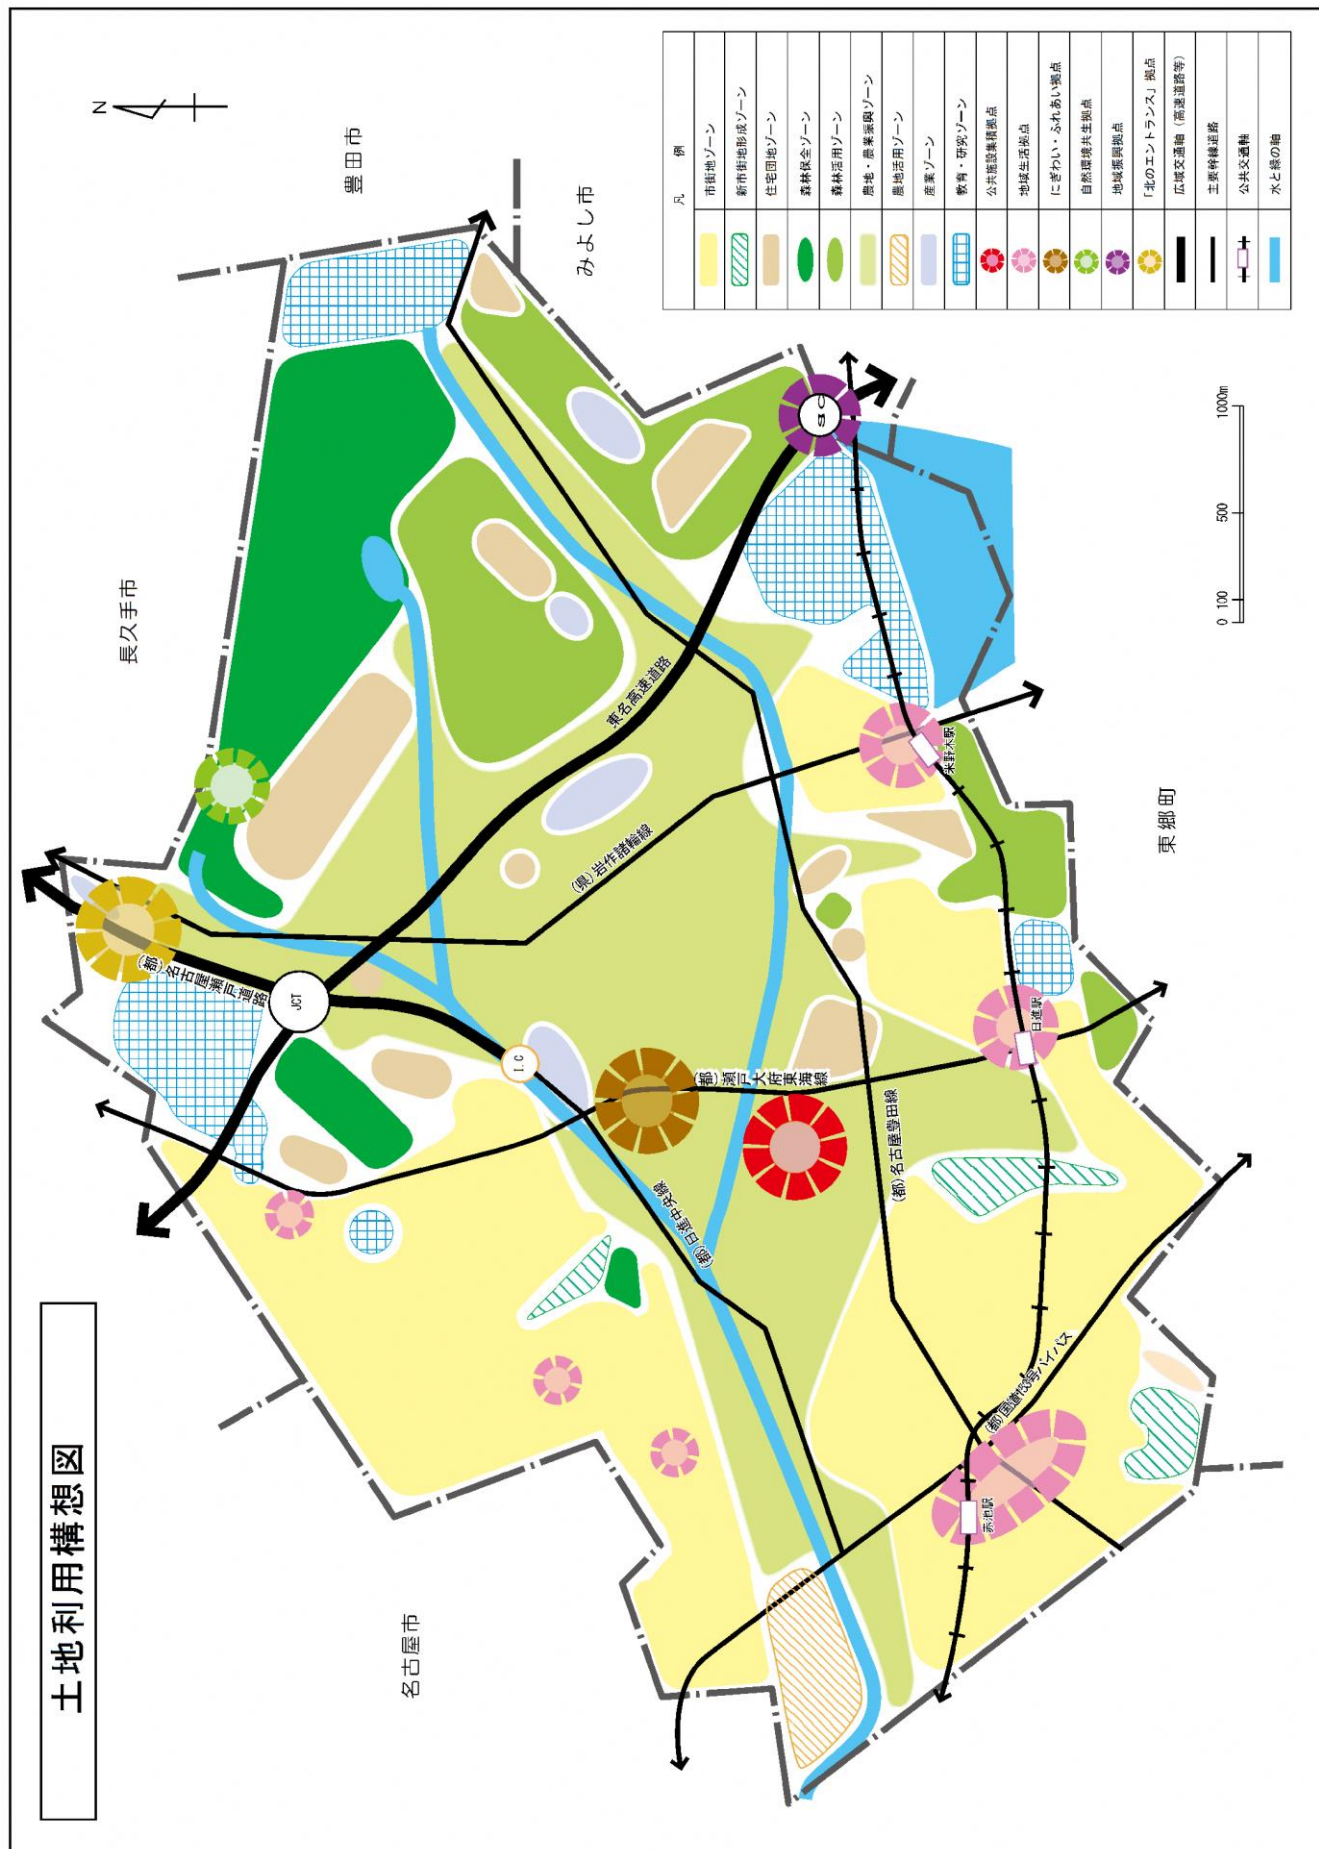 土地利用構想図
N
長久手市
豊田市
みよし市
名古屋市
東郷町
JCT
I.C
(都)名古屋瀬戸道路
東名高速道路
(県)岩作諸輪線
(都)瀬戸大府東海線
(都)日進中央線
(都)名古屋豊田線
(都)国道153号バイパス
米野木駅
日進駅
赤池駅
0 100 500 1000m
凡 例
市街地ゾーン
新市街地形成ゾーン
住宅団地ゾーン
森林保全ゾーン
森林活用ゾーン
農地・農業振興ゾーン
農地活用ゾーン
産業ゾーン
教育・研究ゾーン
公共施設集積拠点
地域生活拠点
にぎわい・ふれあい拠点
自然環境共生拠点
地域振興拠点
「北のエントランス」拠点
広域交通軸（高速道路等）
主要幹線道路
公共交通軸
水と緑の軸